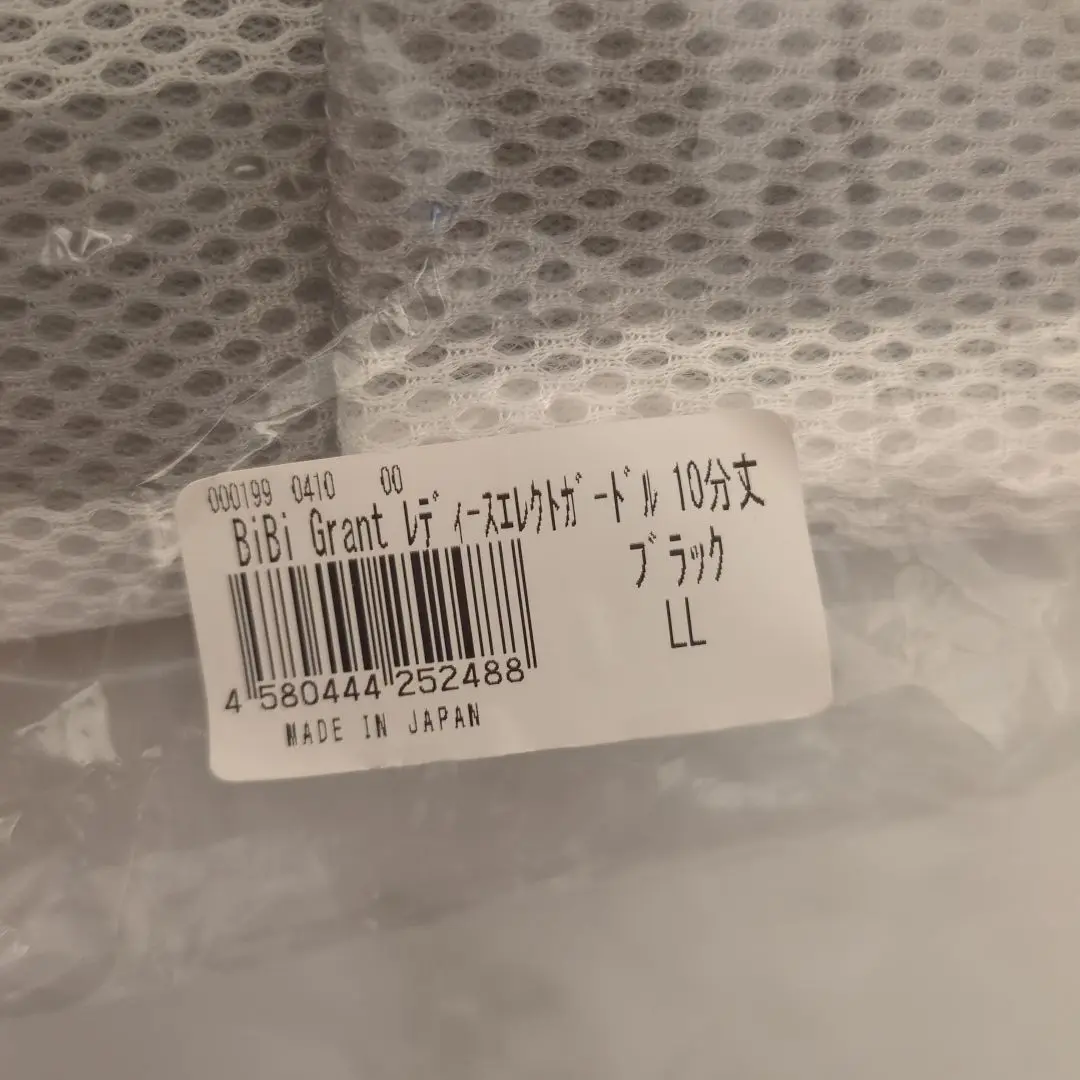 000199 0410 00
BiBi Grant ﾚﾃﾞｨｰｽｴﾚｸﾄｶﾞｰﾄﾞﾙ 10分丈
ﾌﾞﾗｯｸ
LL
4 580444 252488
MADE IN JAPAN